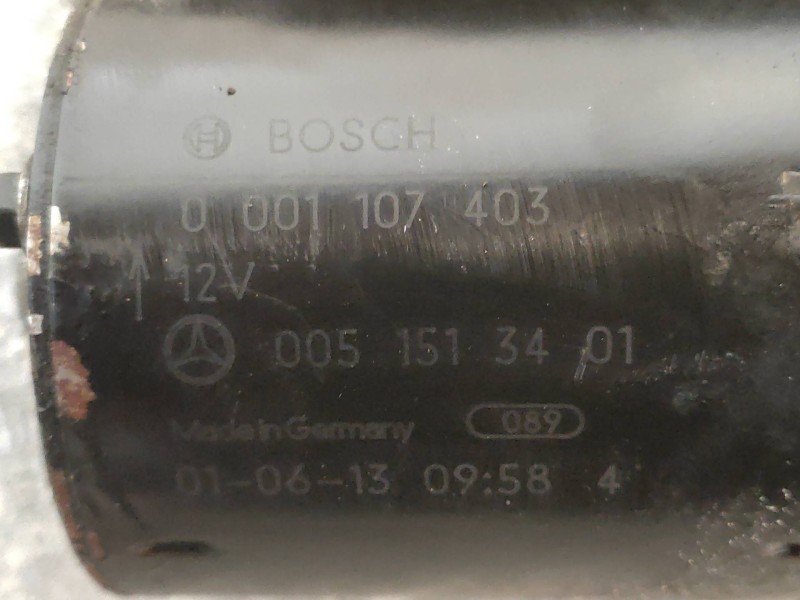 BOSCH
0 001 107 403
12V
005 151 34 01
Made in Germany 089
01-06-13 09:58 4